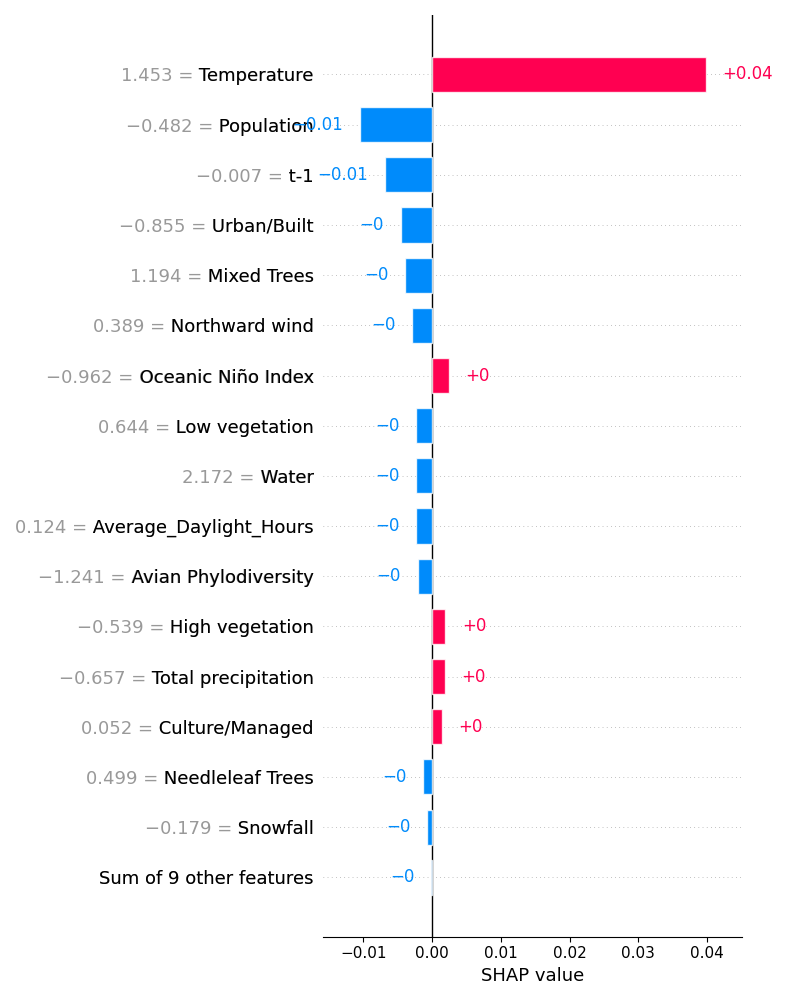 1.453 = Temperature +0.04
−0.482 = Population −0.01
−0.007 = t-1 −0.01
−0.855 = Urban/Built −0
1.194 = Mixed Trees −0
0.389 = Northward wind −0
−0.962 = Oceanic Niño Index +0
0.644 = Low vegetation −0
2.172 = Water −0
0.124 = Average_Daylight_Hours −0
−1.241 = Avian Phylodiversity −0
−0.539 = High vegetation +0
−0.657 = Total precipitation +0
0.052 = Culture/Managed +0
0.499 = Needleleaf Trees −0
−0.179 = Snowfall −0
Sum of 9 other features −0
−0.01 0.00 0.01 0.02 0.03 0.04
SHAP value